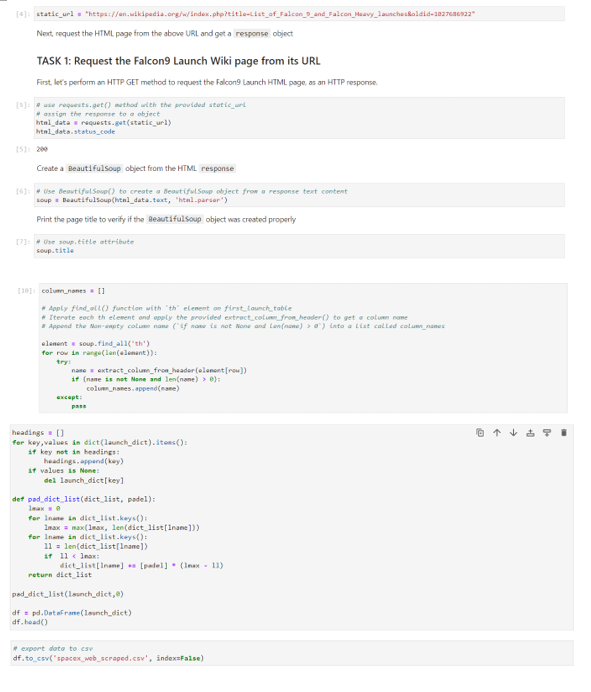 [4]: static_url = "https://en.wikipedia.org/w/index.php?title=List_of_Falcon_9_and_Falcon_Heavy_launches&oldid=1027686922"
Next, request the HTML page from the above URL and get a response object
TASK 1: Request the Falcon9 Launch Wiki page from its URL
First, let's perform an HTTP GET method to request the Falcon9 Launch HTML page, as an HTTP response.
[5]: # use requests.get() method with the provided static_url
# assign the response to a object
html_data = requests.get(static_url)
html_data.status_code
[5]: 200
Create a BeautifulSoup object from the HTML response
[6]: # Use BeautifulSoup() to create a BeautifulSoup object from a response text content
soup = BeautifulSoup(html_data.text, 'html.parser')
Print the page title to verify if the BeautifulSoup object was created properly
[7]: # Use soup.title attribute
soup.title
[10]: column_names = []
# Apply find_all() function with `th` element on first_launch_table
# Iterate each th element and apply the provided extract_column_from_header() to get a column name
# Append the Non-empty column name (`if name is not None and len(name) > 0`) into a list called column_names
element = soup.find_all('th')
for row in range(len(element)):
try:
name = extract_column_from_header(element[row])
if (name is not None and len(name) > 0):
column_names.append(name)
except:
pass
headings = []
for key,values in dict(launch_dict).items():
if key not in headings:
headings.append(key)
if values is None:
del launch_dict[key]
def pad_dict_list(dict_list, padel):
lmax = 0
for lname in dict_list.keys():
lmax = max(lmax, len(dict_list[lname]))
for lname in dict_list.keys():
ll = len(dict_list[lname])
if ll < lmax:
dict_list[lname] += [padel] * (lmax - ll)
return dict_list
pad_dict_list(launch_dict,0)
df = pd.DataFrame(launch_dict)
df.head()
# export data to csv
df.to_csv('spacex_web_scraped.csv', index=False)